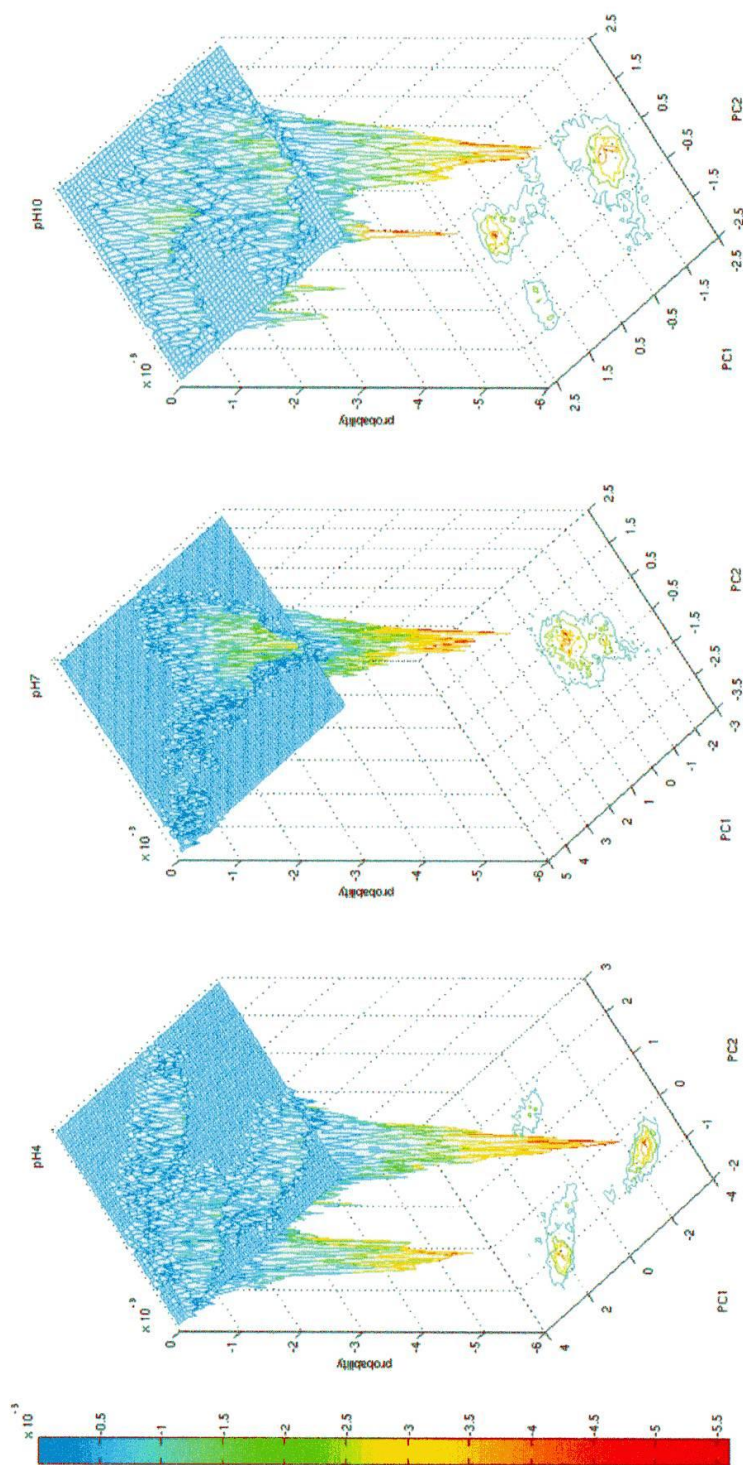 x 10 -3
-0.5 -1 -1.5 -2 -2.5 -3 -3.5 -4 -4.5 -5 -5.5
pH4
x 10 -3
0 -1 -2 -3 -4 -5 -6
probability
4 2 0 -2 -4
PC1
-2 -1 0 1 2 3
PC2
pH7
x 10 -3
0 -1 -2 -3 -4 -5 -6
probability
5 4 3 2 1 0 -1 -2 -3
PC1
-3.5 -2.5 -1.5 -0.5 0.5 1.5 2.5
PC2
pH10
x 10 -3
0 -1 -2 -3 -4 -5 -6
probability
2.5 1.5 0.5 -0.5 -1.5 -2.5
PC1
-2.5 -1.5 -0.5 0.5 1.5 2.5
PC2